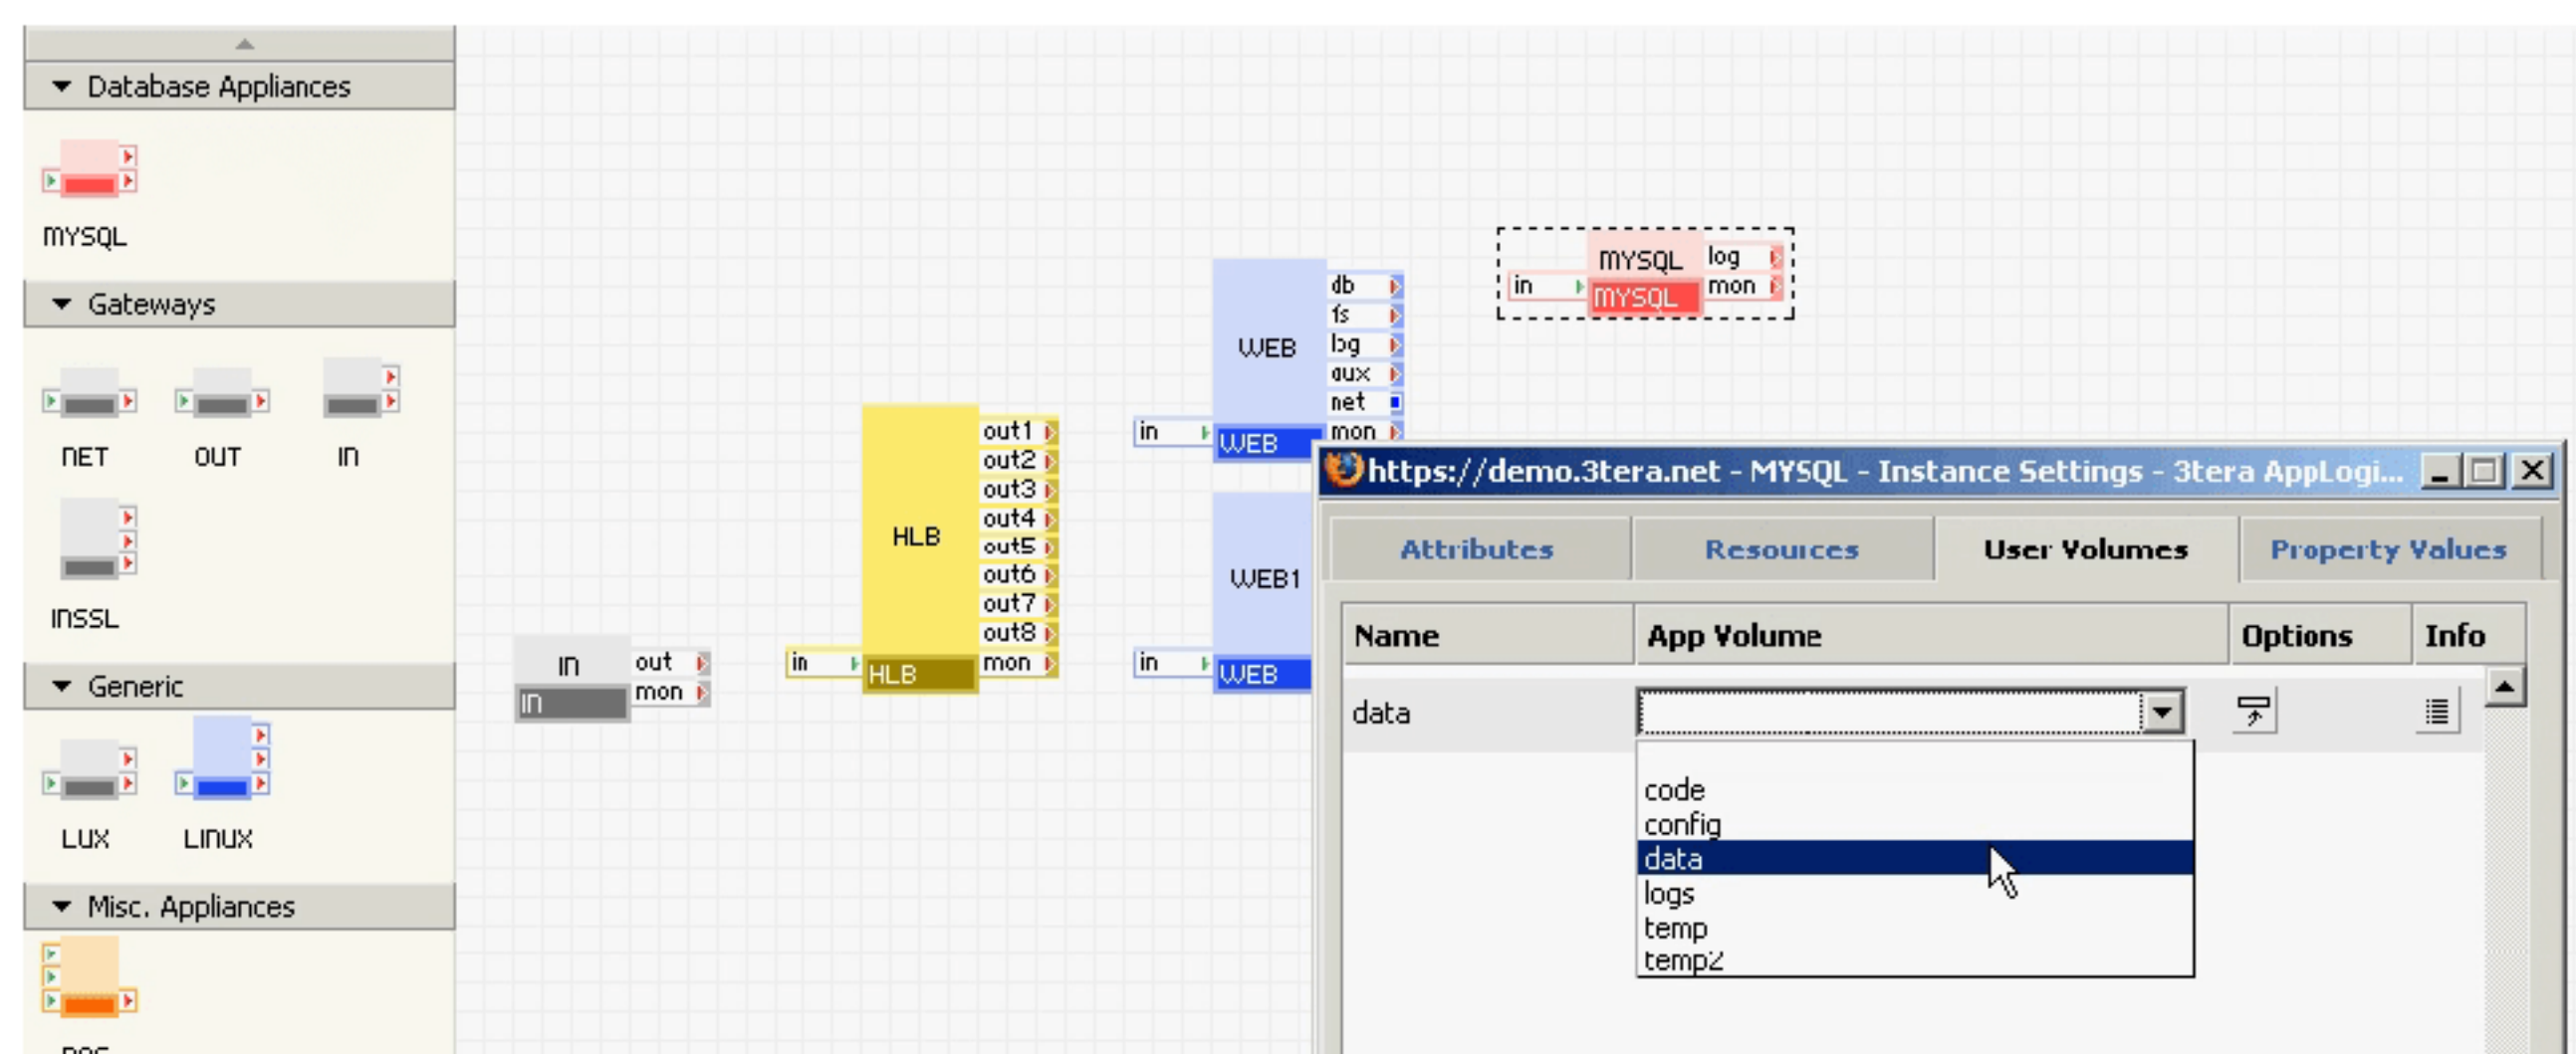 Database Appliances
MYSQL
Gateways
NET OUT IN
INSSL
Generic
LUX LINUX
Misc. Appliances
IN
IN
out
mon
in
HLB
HLB
out1
out2
out3
out4
out5
out6
out7
out8
mon
in
WEB
WEB
db
fs
log
aux
net
mon
in
WEB1
WEB
in
MYSQL
MYSQL
log
mon
https://demo.3tera.net - MYSQL - Instance Settings - 3tera AppLogi...
Attributes Resources User Volumes Property Values
Name App Volume Options Info
data
code
config
data
logs
temp
temp2